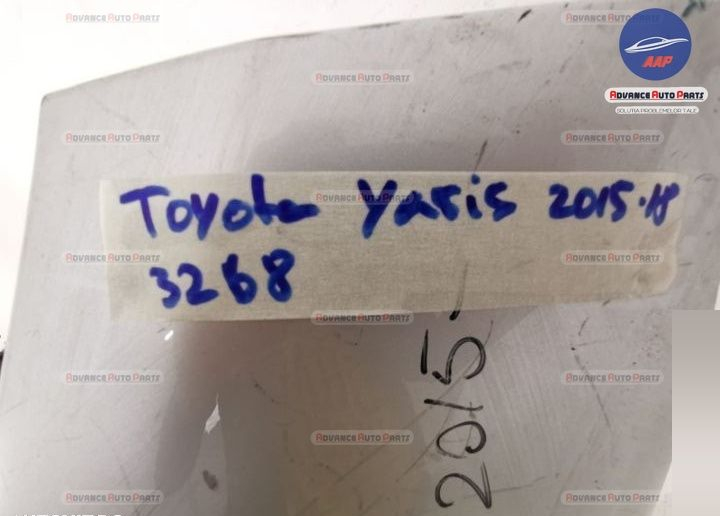 AAP
ADVANCE AUTO PARTS
SOLUTIA PROBLEMELOR TALE
Toyota Yaris 2015.18
3268
2015-